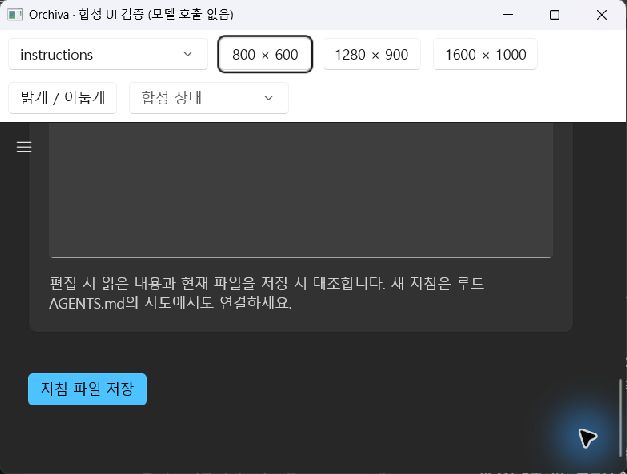 Orchiva · 합성 UI 검증 (모델 호출 없음)
instructions
800 × 600
1280 × 900
1600 × 1000
밝게 / 어둡게
합성 상태
편집 시 읽은 내용과 현재 파일을 저장 시 대조합니다. 새 지침은 루트
AGENTS.md의 지도에서도 연결하세요.
지침 파일 저장